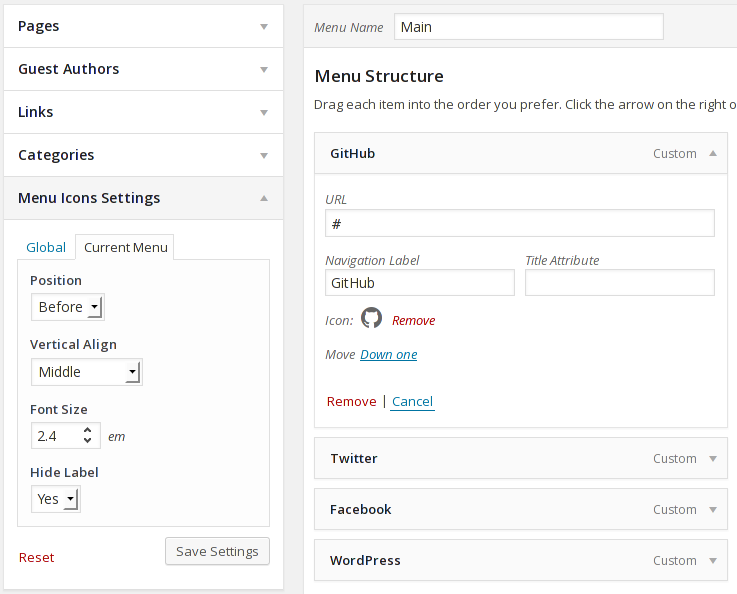 Pages
Guest Authors
Links
Categories
Menu Icons Settings
Global Current Menu
Position
Before
Vertical Align
Middle
Font Size
2.4 em
Hide Label
Yes
Reset Save Settings
Menu Name Main
Menu Structure
Drag each item into the order you prefer. Click the arrow on the right o
GitHub Custom
URL
#
Navigation Label Title Attribute
GitHub
Icon: Remove
Move Down one
Remove | Cancel
Twitter Custom
Facebook Custom
WordPress Custom